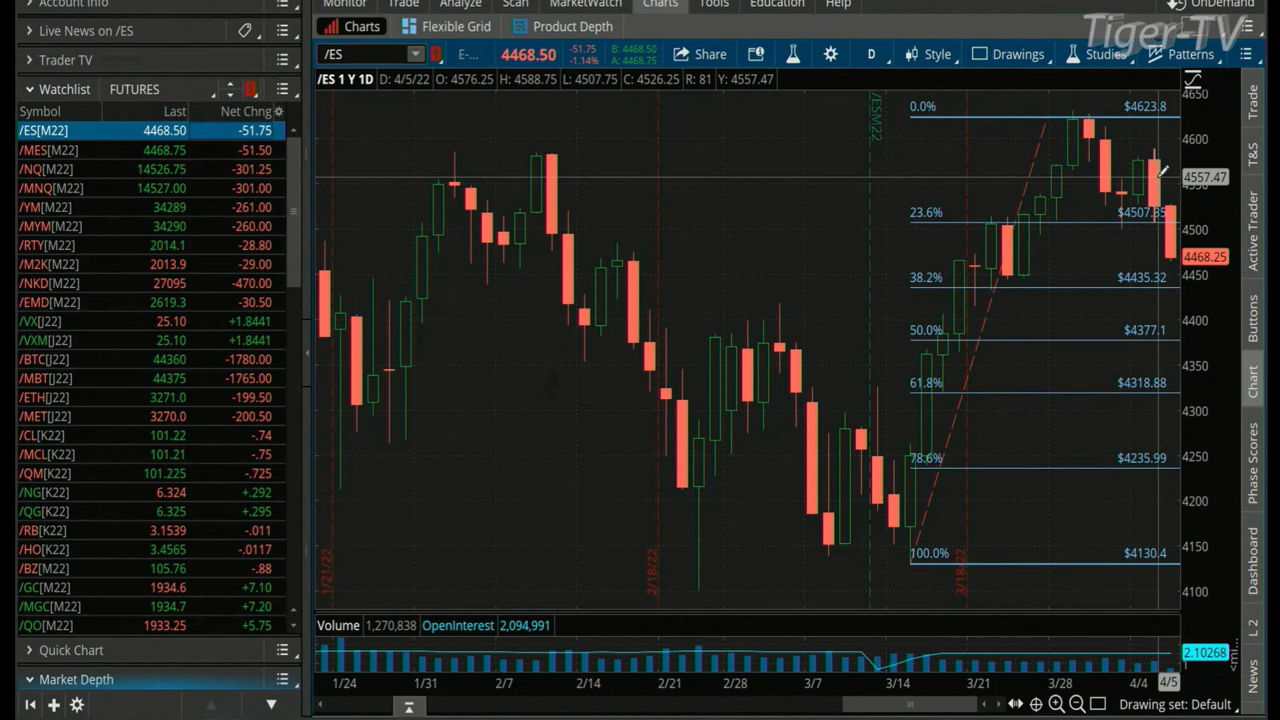 Monitor Trade Analyze Scan MarketWatch Charts Tools Education Help OnDemand
Account Info
Live News on /ES
Trader TV
Watchlist FUTURES
Symbol Last Net Chng
/ES[M22] 4468.50 -51.75
/MES[M22] 4468.75 -51.50
/NQ[M22] 14526.75 -301.25
/MNQ[M22] 14527.00 -301.00
/YM[M22] 34289 -261.00
/MYM[M22] 34290 -260.00
/RTY[M22] 2014.1 -28.80
/M2K[M22] 2013.9 -29.00
/NKD[M22] 27095 -470.00
/EMD[M22] 2619.3 -30.50
/VX[J22] 25.10 +1.8441
/VXM[J22] 25.10 +1.8441
/BTC[J22] 44360 -1780.00
/MBT[J22] 44375 -1765.00
/ETH[J22] 3271.0 -199.50
/MET[J22] 3270.0 -200.50
/CL[K22] 101.22 -.74
/MCL[K22] 101.21 -.75
/QM[K22] 101.225 -.725
/NG[K22] 6.324 +.292
/QG[K22] 6.325 +.295
/RB[K22] 3.1539 -.011
/HO[K22] 3.4565 -.0117
/BZ[K22] 105.76 -.88
/GC[M22] 1934.6 +7.10
/MGC[M22] 1934.7 +7.20
/QO[M22] 1933.25 +5.75
Quick Chart
Market Depth
Charts Flexible Grid Product Depth
Tiger-TV
/ES E-... 4468.50 -51.75 -1.14% B: 4468.50 A: 4468.75 Share D Style Drawings Studies Patterns
/ES 1 Y 1D D: 4/5/22 O: 4576.25 H: 4588.75 L: 4507.75 C: 4526.25 R: 81 Y: 4557.47
/ESM22
0.0% $4623.8
23.6% $4507.35
38.2% $4435.32
50.0% $4377.1
61.8% $4318.88
78.6% $4235.99
100.0% $4130.4
1/21/22 2/18/22 3/18/22
4650
4600
4557.47
4500
4468.25
4450
4400
4350
4300
4250
4200
4150
4100
Volume 1,270,838 OpenInterest 2,094,991
2.10268
1/24 1/31 2/7 2/14 2/21 2/28 3/7 3/14 3/21 3/28 4/4 4/5
Drawing set: Default
Trade
T&S
Active Trader
Buttons
Chart
Phase Scores
Dashboard
L 2
News